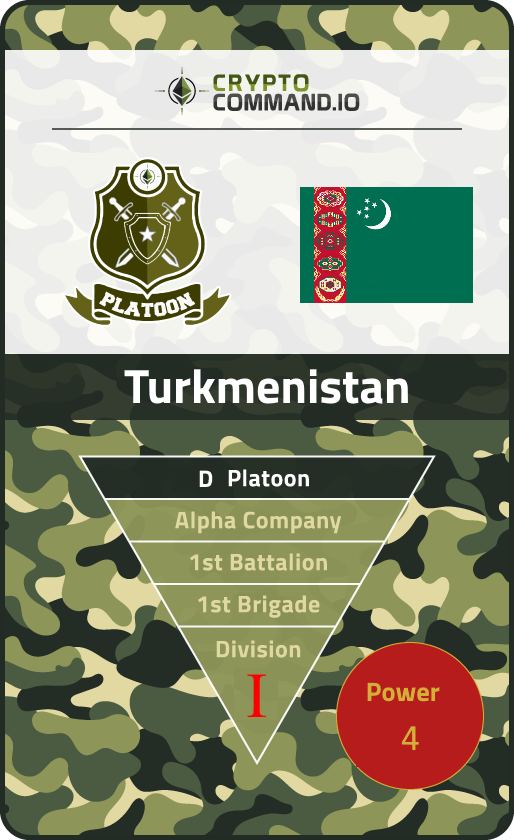 CRYPTO
COMMAND.IO
PLATOON
Turkmenistan
D Platoon
Alpha Company
1st Battalion
1st Brigade
Division
I
Power
4